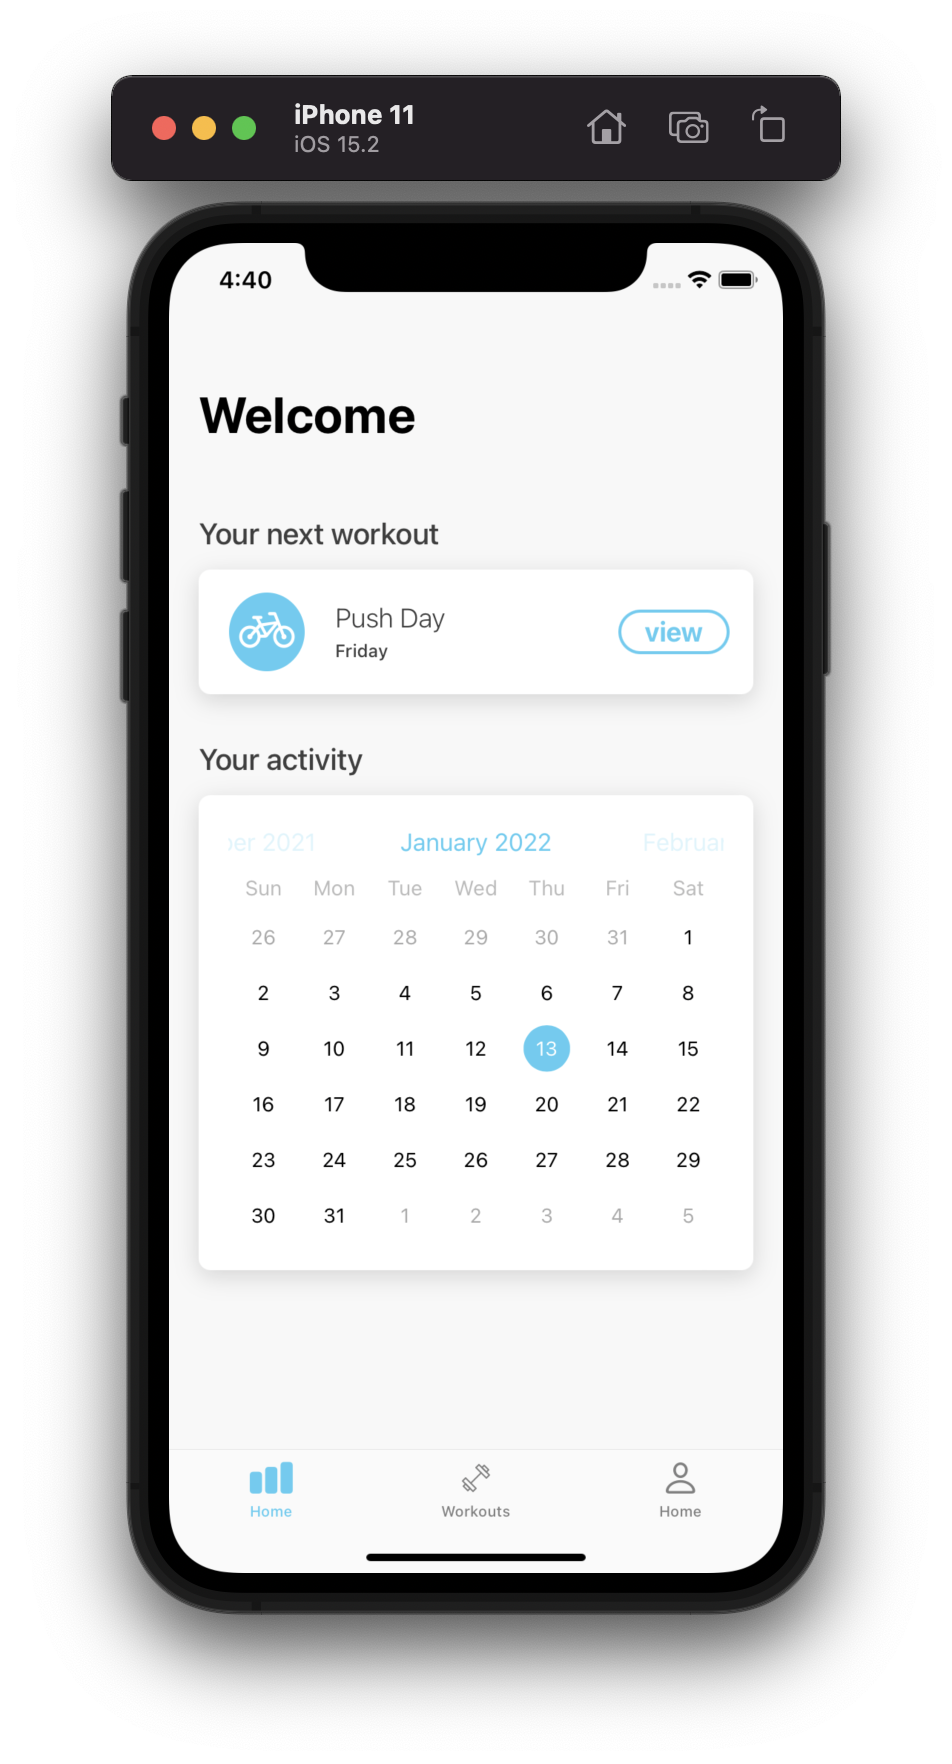 iPhone 11
iOS 15.2
4:40
Welcome
Your next workout
Push Day
Friday
view
Your activity
ber 2021 January 2022 Februar
Sun Mon Tue Wed Thu Fri Sat
26 27 28 29 30 31 1
2 3 4 5 6 7 8
9 10 11 12 13 14 15
16 17 18 19 20 21 22
23 24 25 26 27 28 29
30 31 1 2 3 4 5
Home Workouts Home